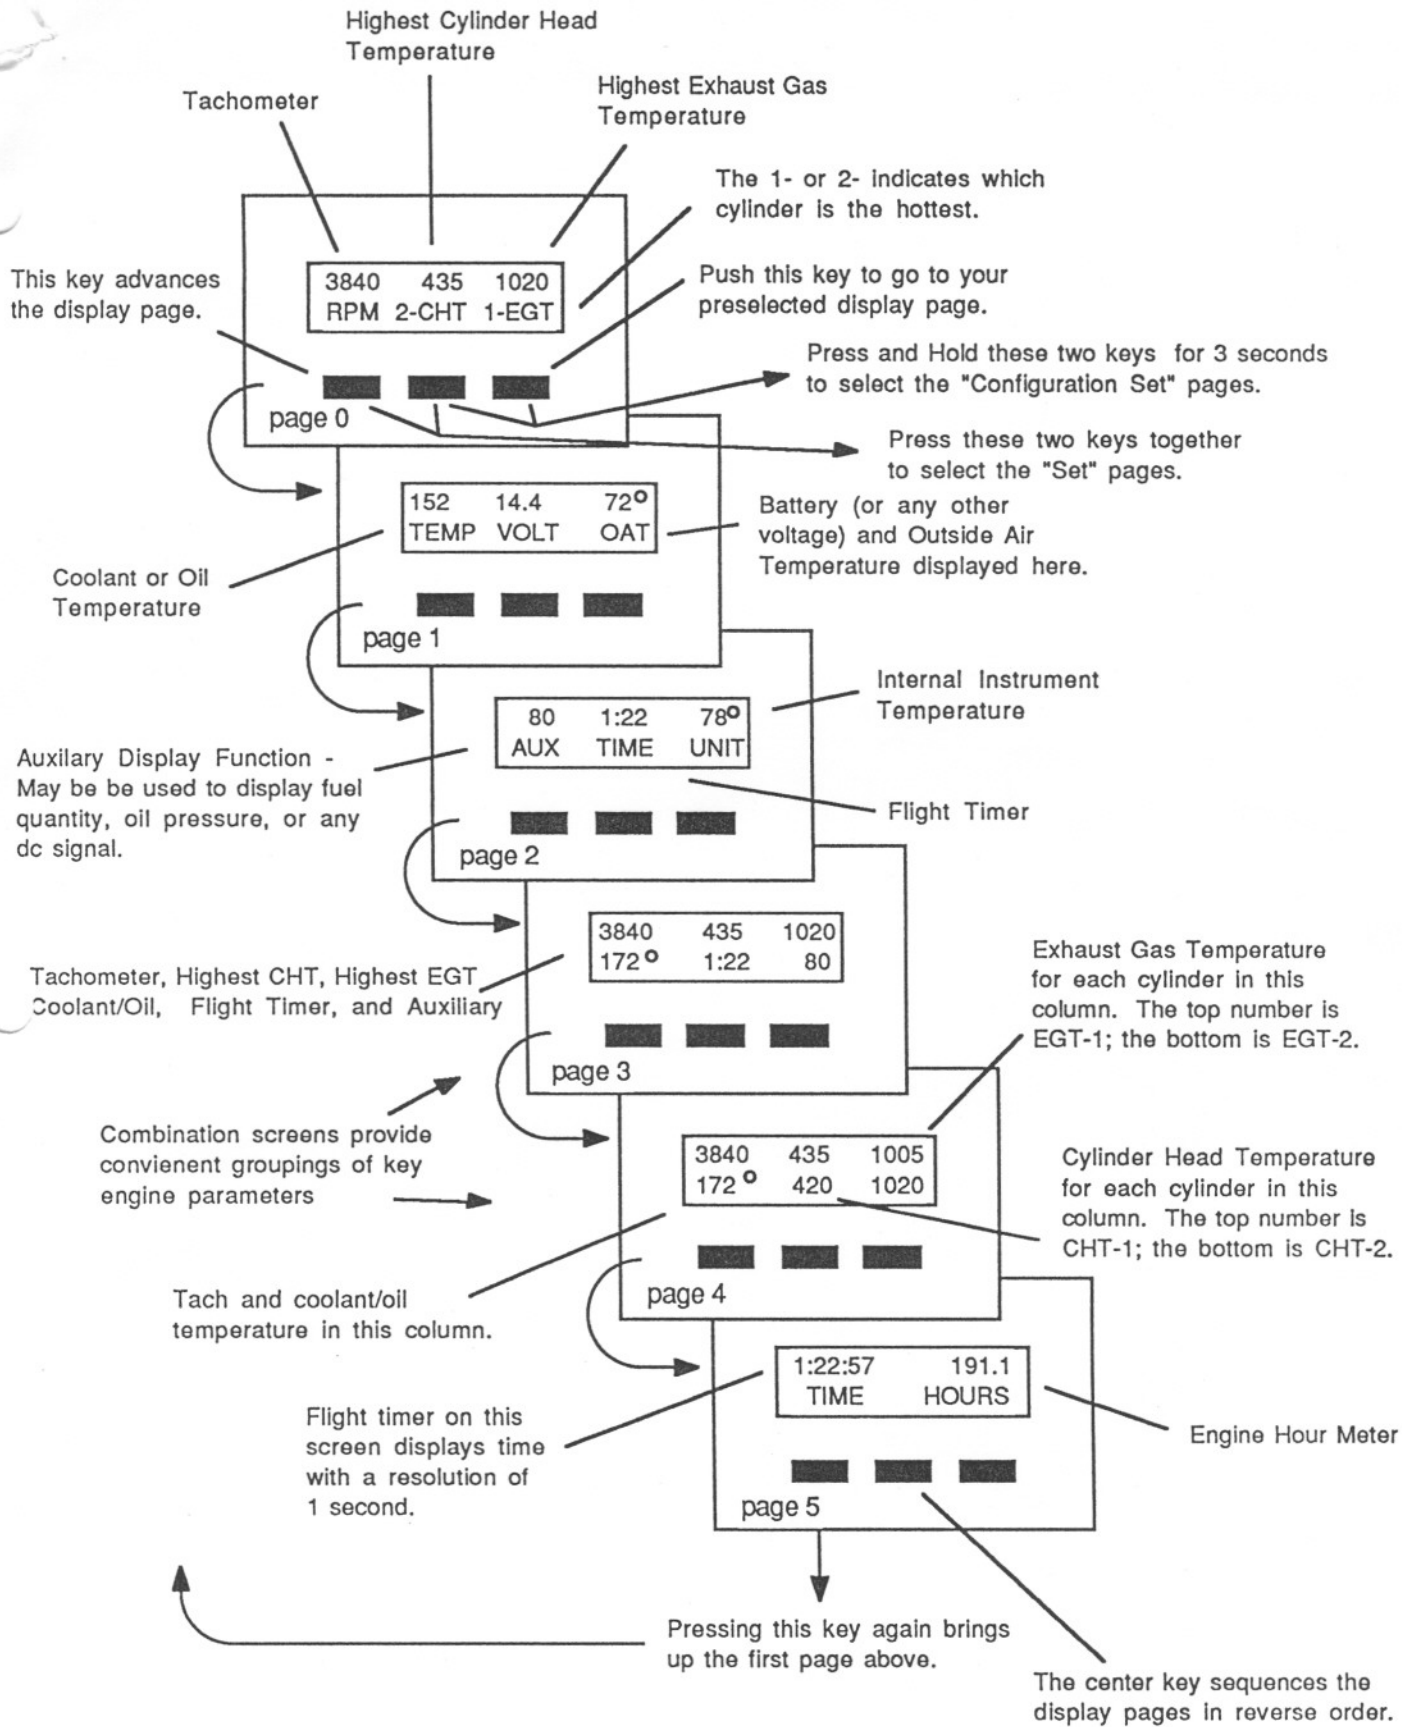 Highest Cylinder Head
Temperature
Tachometer
Highest Exhaust Gas
Temperature
The 1- or 2- indicates which
cylinder is the hottest.
This key advances
the display page.
3840 435 1020
RPM 2-CHT 1-EGT
Push this key to go to your
preselected display page.
Press and Hold these two keys for 3 seconds
to select the "Configuration Set" pages.
page 0
Press these two keys together
to select the "Set" pages.
152 14.4 72°
TEMP VOLT OAT
Battery (or any other
voltage) and Outside Air
Temperature displayed here.
Coolant or Oil
Temperature
page 1
Internal Instrument
Temperature
80 1:22 78°
AUX TIME UNIT
Auxilary Display Function -
May be be used to display fuel
quantity, oil pressure, or any
dc signal.
Flight Timer
page 2
3840 435 1020
172° 1:22 80
Tachometer, Highest CHT, Highest EGT
Coolant/Oil, Flight Timer, and Auxiliary
Exhaust Gas Temperature
for each cylinder in this
column. The top number is
EGT-1; the bottom is EGT-2.
page 3
Combination screens provide
convienent groupings of key
engine parameters
3840 435 1005
172° 420 1020
Cylinder Head Temperature
for each cylinder in this
column. The top number is
CHT-1; the bottom is CHT-2.
Tach and coolant/oil
temperature in this column.
page 4
1:22:57 191.1
TIME HOURS
Flight timer on this
screen displays time
with a resolution of
1 second.
Engine Hour Meter
page 5
Pressing this key again brings
up the first page above.
The center key sequences the
display pages in reverse order.